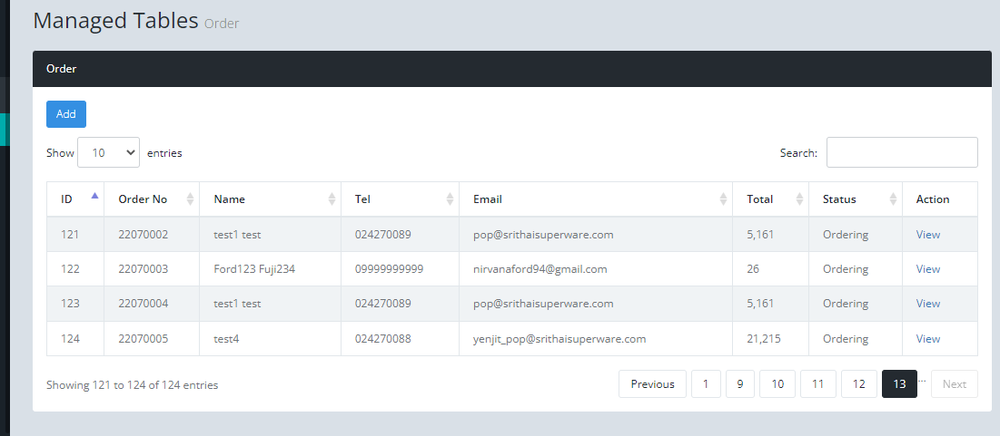 Managed Tables Order
Order
Add
Show 10 entries Search:
ID Order No Name Tel Email Total Status Action
121 22070002 test1 test 024270089 pop@srithaisuperware.com 5,161 Ordering View
122 22070003 Ford123 Fuji234 09999999999 nirvanaford94@gmail.com 26 Ordering View
123 22070004 test1 test 024270089 pop@srithaisuperware.com 5,161 Ordering View
124 22070005 test4 024270088 yenjit_pop@srithaisuperware.com 21,215 Ordering View
Showing 121 to 124 of 124 entries Previous 1 9 10 11 12 13 ... Next